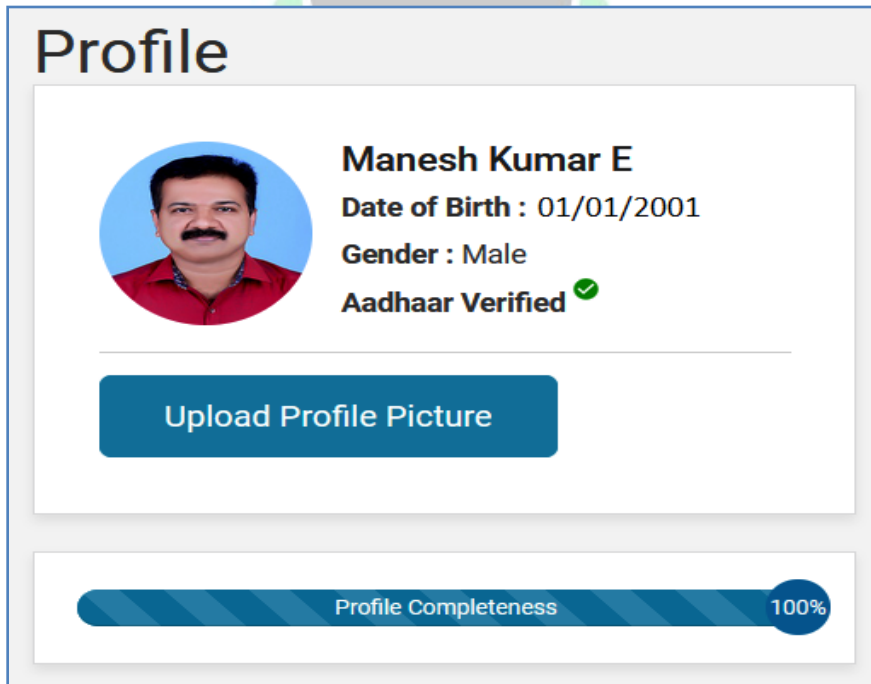 Profile
Manesh Kumar E
Date of Birth : 01/01/2001
Gender : Male
Aadhaar Verified
Upload Profile Picture
Profile Completeness 100%